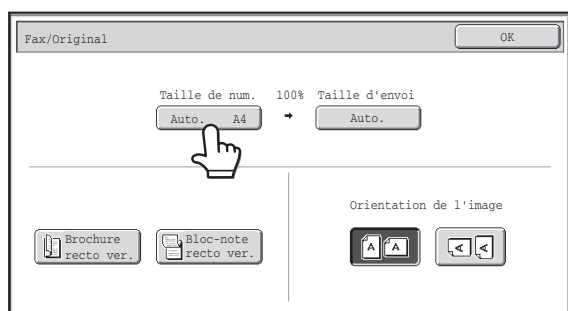 Fax/Original
OK
Taille de num. 100% Taille d'envoi
Auto. A4 Auto.
Orientation de l'image
Brochure
recto ver.
Bloc-note
recto ver.
A A A A